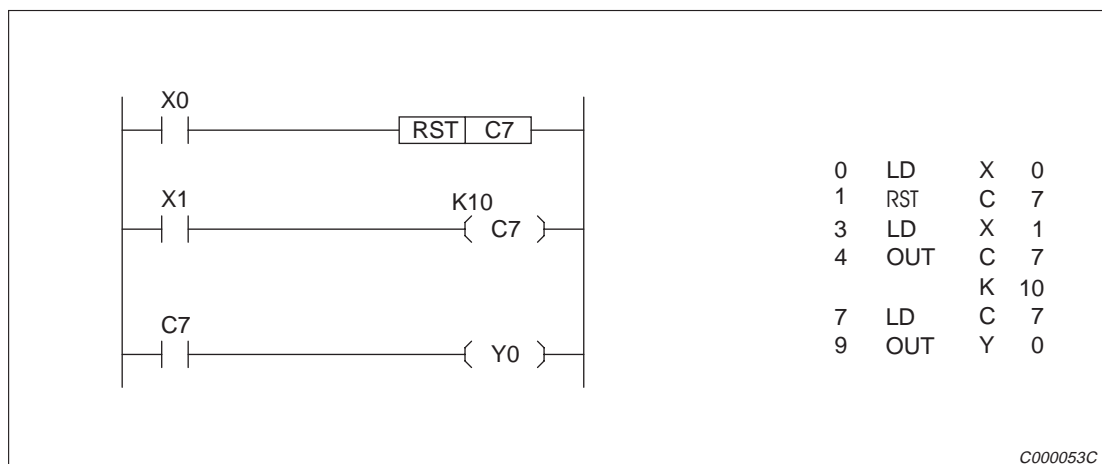 X0
RST C7
X1 K10
C7
C7
Y0
0 LD X 0
1 RST C 7
3 LD X 1
4 OUT C 7
K 10
7 LD C 7
9 OUT Y 0
C000053C